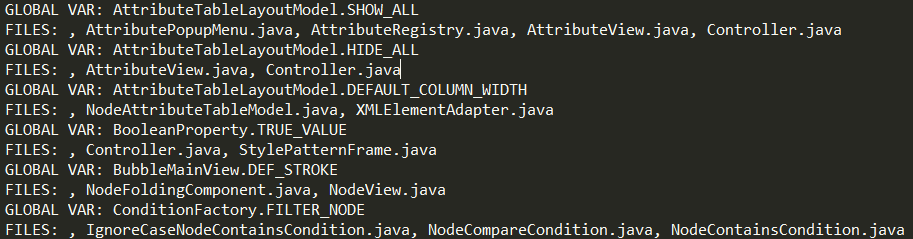 GLOBAL VAR: AttributeTableLayoutModel.SHOW_ALL
FILES: , AttributePopupMenu.java, AttributeRegistry.java, AttributeView.java, Controller.java
GLOBAL VAR: AttributeTableLayoutModel.HIDE_ALL
FILES: , AttributeView.java, Controller.java
GLOBAL VAR: AttributeTableLayoutModel.DEFAULT_COLUMN_WIDTH
FILES: , NodeAttributeTableModel.java, XMLElementAdapter.java
GLOBAL VAR: BooleanProperty.TRUE_VALUE
FILES: , Controller.java, StylePatternFrame.java
GLOBAL VAR: BubbleMainView.DEF_STROKE
FILES: , NodeFoldingComponent.java, NodeView.java
GLOBAL VAR: ConditionFactory.FILTER_NODE
FILES: , IgnoreCaseNodeContainsCondition.java, NodeCompareCondition.java, NodeContainsCondition.java